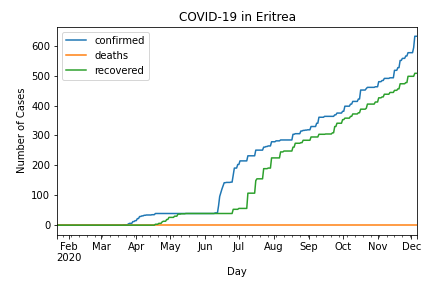 COVID-19 in Eritrea
confirmed
deaths
recovered
Number of Cases
600
500
400
300
200
100
0
Feb Mar Apr May Jun Jul Aug Sep Oct Nov Dec
2020
Day